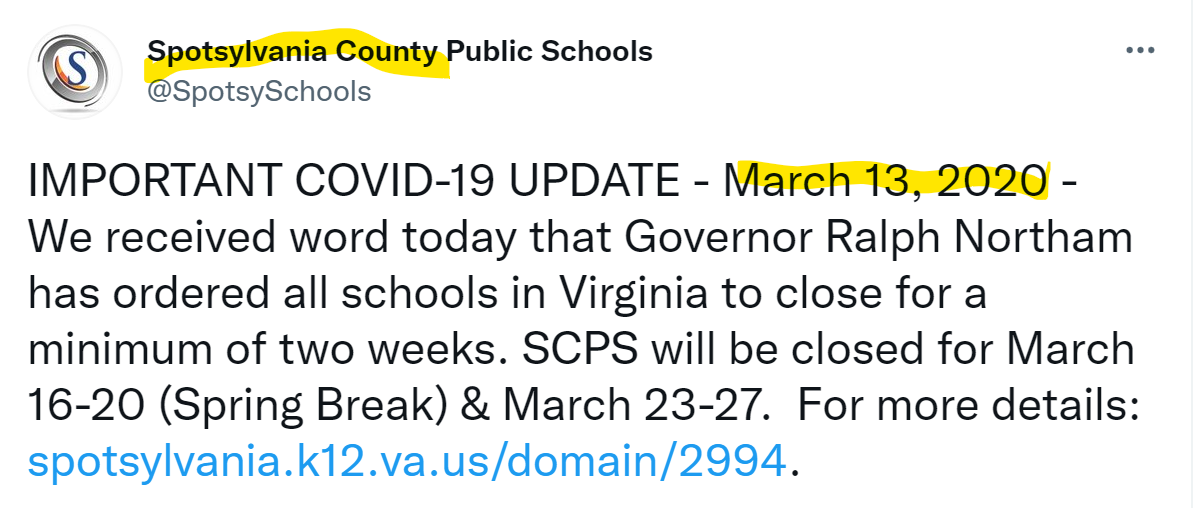 S
Spotsylvania County Public Schools
@SpotsySchools
IMPORTANT COVID-19 UPDATE - March 13, 2020 -
We received word today that Governor Ralph Northam
has ordered all schools in Virginia to close for a
minimum of two weeks. SCPS will be closed for March
16-20 (Spring Break) & March 23-27.  For more details:
spotsylvania.k12.va.us/domain/2994.